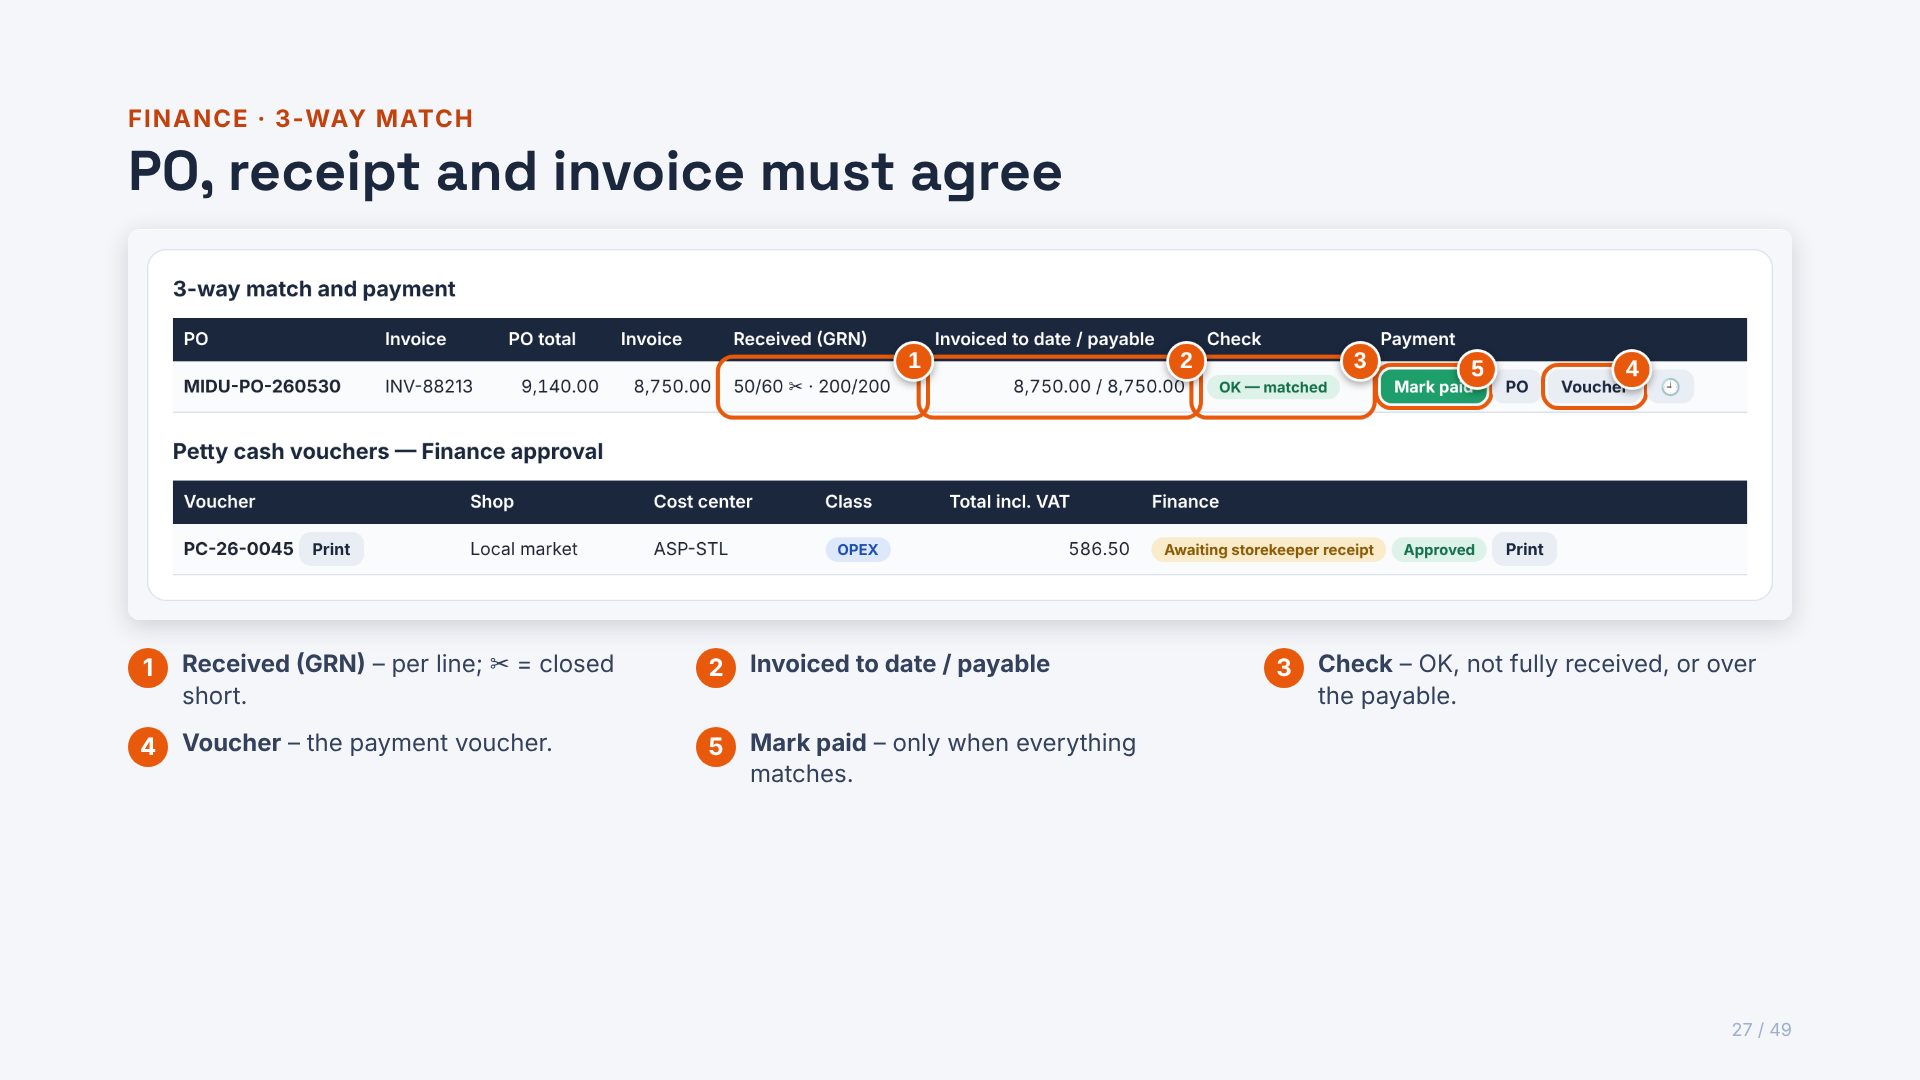 FINANCE · 3-WAY MATCH
PO, receipt and invoice must agree
3-way match and payment
PO Invoice PO total Invoice Received (GRN) Invoiced to date / payable Check Payment
1 2 3 5 4
MIDU-PO-260530 INV-88213 9,140.00 8,750.00 50/60 ✂ · 200/200 8,750.00 / 8,750.00 OK — matched Mark paid PO Voucher 🕘
Petty cash vouchers — Finance approval
Voucher Shop Cost center Class Total incl. VAT Finance
PC-26-0045 Print Local market ASP-STL OPEX 586.50 Awaiting storekeeper receipt Approved Print
1 Received (GRN) – per line; ✂ = closed
short.
2 Invoiced to date / payable
3 Check – OK, not fully received, or over
the payable.
4 Voucher – the payment voucher.
5 Mark paid – only when everything
matches.
27 / 49